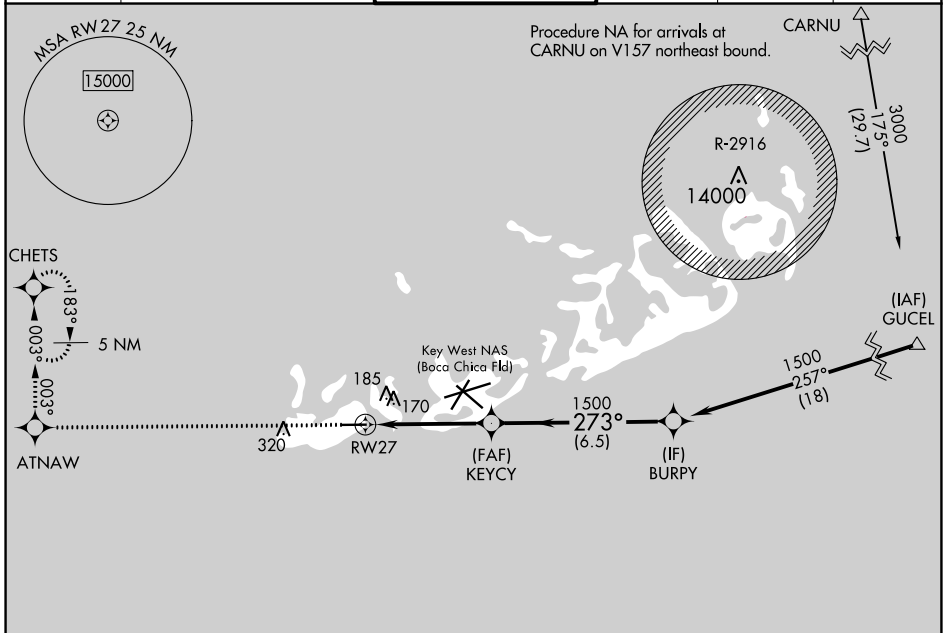 MSA RW27 25 NM
15000
Procedure NA for arrivals at
CARNU on V157 northeast bound.
CARNU
3000
175°
(29.7)
R-2916
14000
CHETS
183°
003°
5 NM
003°
ATNAW
(IAF)
GUCEL
1500
257°
(18)
Key West NAS
(Boca Chica Fld)
185
170
320
RW27
(FAF)
KEYCY
1500
273°
(6.5)
(IF)
BURPY